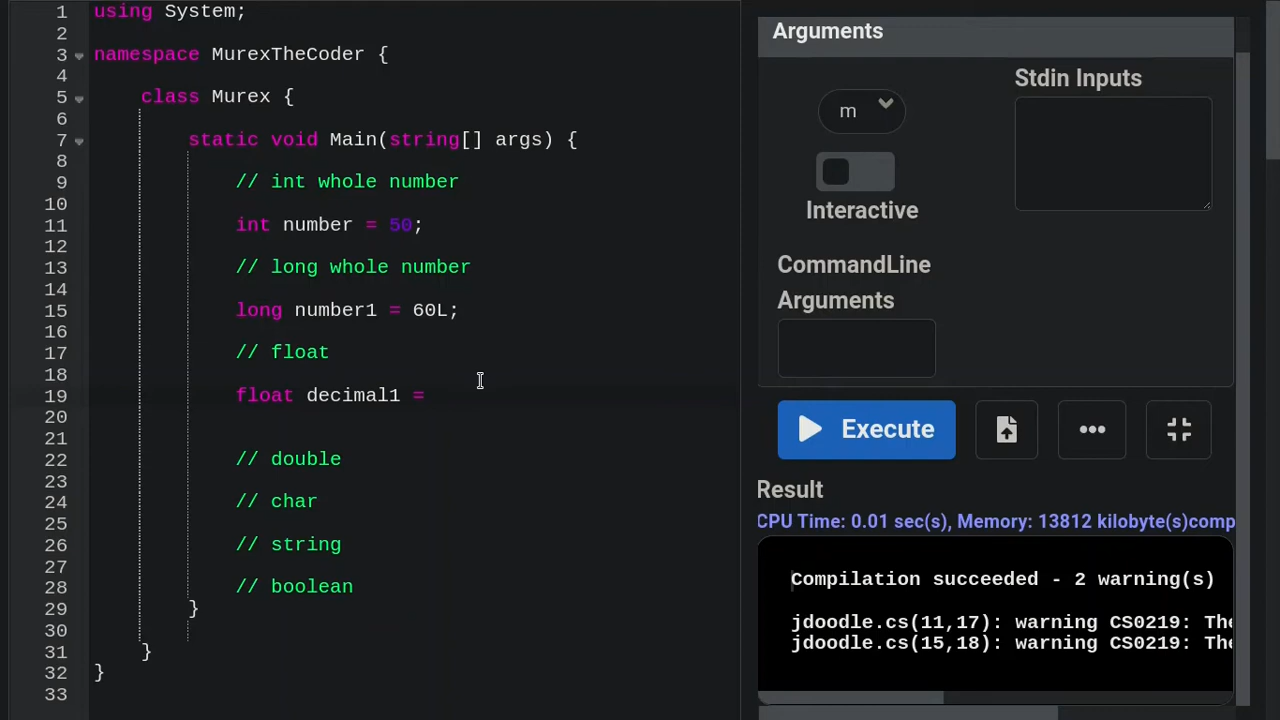 1 using System;
2
3 namespace MurexTheCoder {
4
5 class Murex {
6
7 static void Main(string[] args) {
8
9 // int whole number
10
11 int number = 50;
12
13 // long whole number
14
15 long number1 = 60L;
16
17 // float
18
19 float decimal1 =
20
21
22 // double
23
24 // char
25
26 // string
27
28 // boolean
29 }
30
31 }
32 }
33
Arguments
m
Interactive
Stdin Inputs
CommandLine
Arguments
Execute
Result
CPU Time: 0.01 sec(s), Memory: 13812 kilobyte(s)comp
Compilation succeeded - 2 warning(s)
jdoodle.cs(11,17): warning CS0219: The
jdoodle.cs(15,18): warning CS0219: The